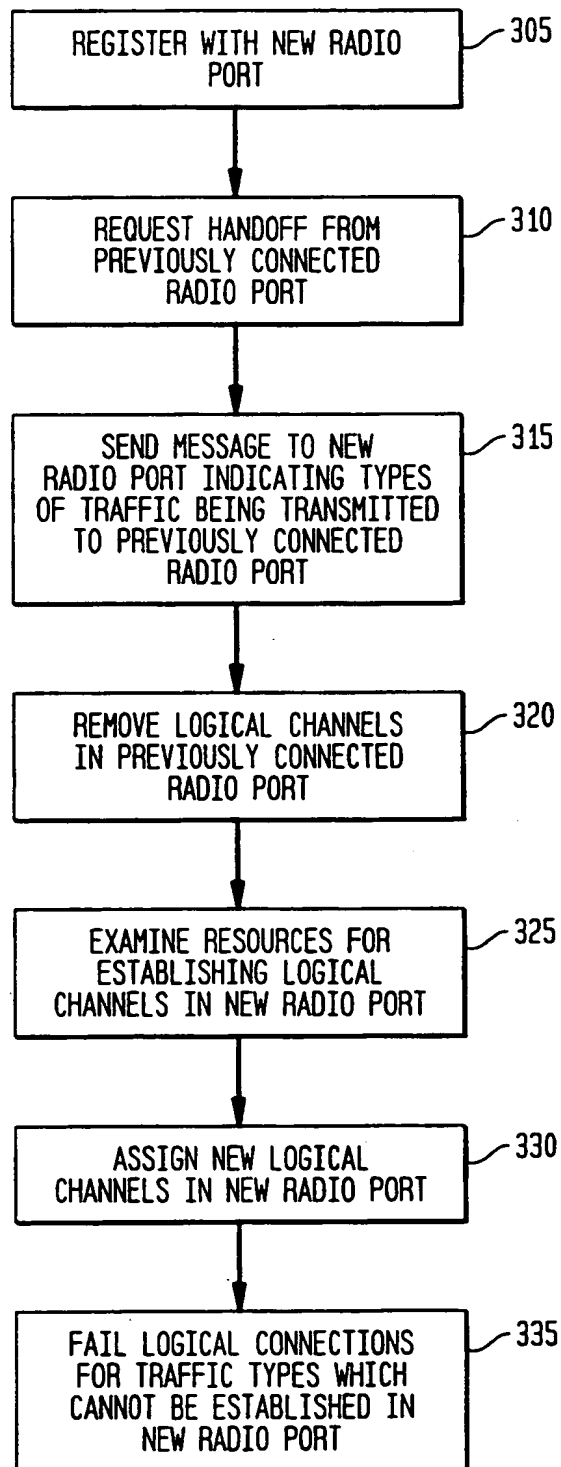 REGISTER WITH NEW RADIO
PORT
305
REQUEST HANDOFF FROM
PREVIOUSLY CONNECTED
RADIO PORT
310
SEND MESSAGE TO NEW
RADIO PORT INDICATING TYPES
OF TRAFFIC BEING TRANSMITTED
TO PREVIOUSLY CONNECTED
RADIO PORT
315
REMOVE LOGICAL CHANNELS
IN PREVIOUSLY CONNECTED
RADIO PORT
320
EXAMINE RESOURCES FOR
ESTABLISHING LOGICAL
CHANNELS IN NEW RADIO PORT
325
ASSIGN NEW LOGICAL
CHANNELS IN NEW RADIO PORT
330
FAIL LOGICAL CONNECTIONS
FOR TRAFFIC TYPES WHICH
CANNOT BE ESTABLISHED IN
NEW RADIO PORT
335